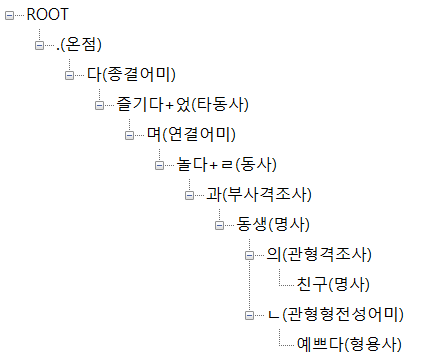 ROOT
.(온점)
다(종결어미)
즐기다+었(타동사)
며(연결어미)
놀다+ㄹ(동사)
과(부사격조사)
동생(명사)
의(관형격조사)
친구(명사)
ㄴ(관형형전성어미)
예쁘다(형용사)